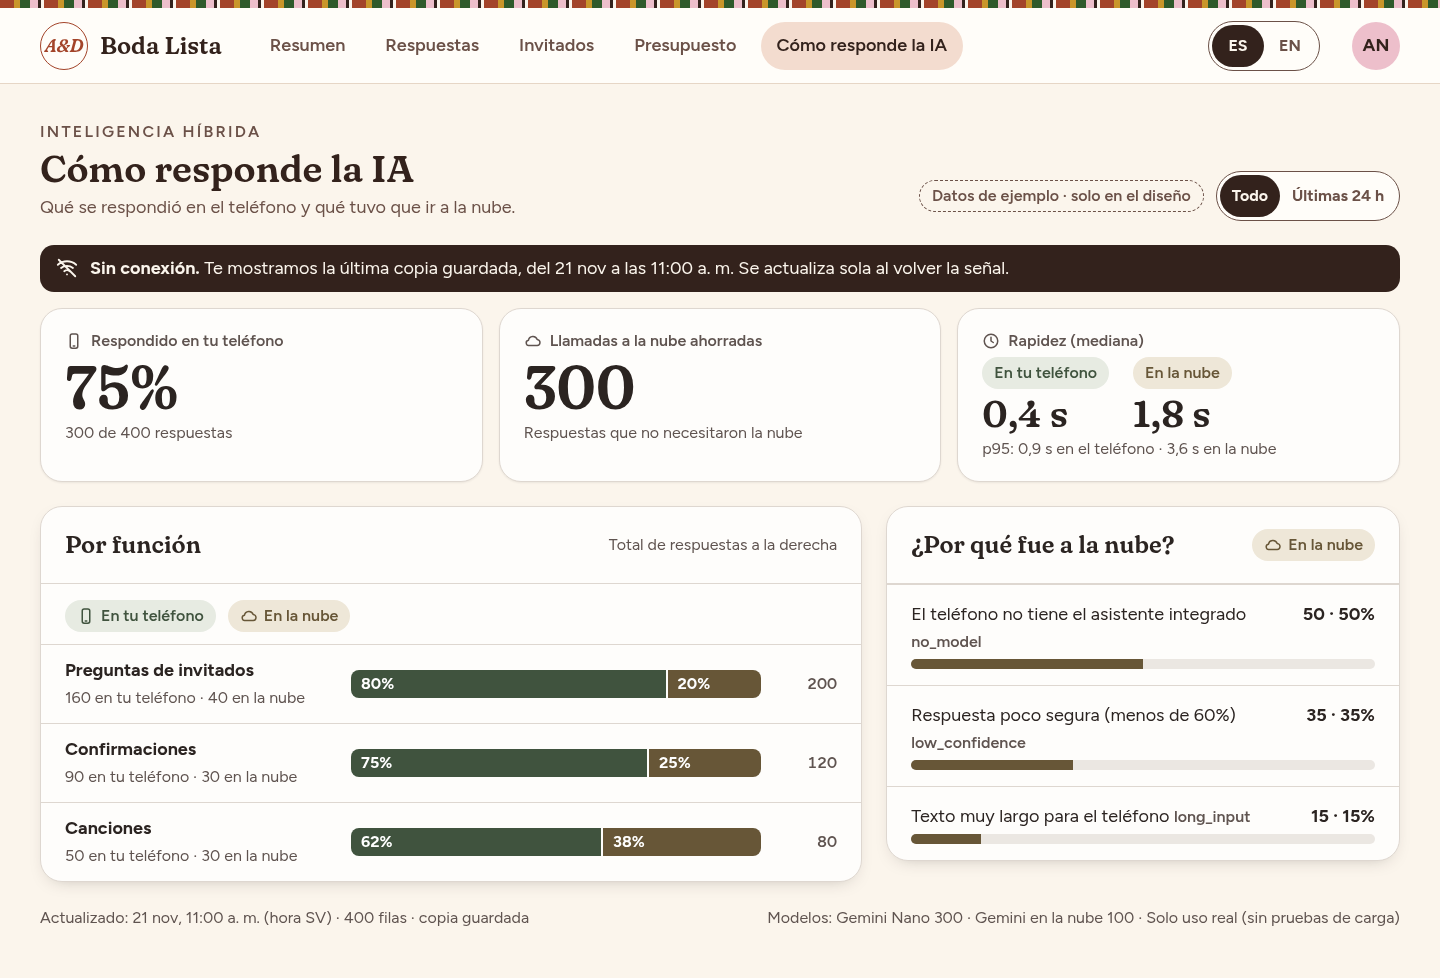 A&D Boda Lista Resumen Respuestas Invitados Presupuesto Cómo responde la IA ES EN AN
INTELIGENCIA HÍBRIDA
Cómo responde la IA
Qué se respondió en el teléfono y qué tuvo que ir a la nube.
Datos de ejemplo · solo en el diseño Todo Últimas 24 h
Sin conexión. Te mostramos la última copia guardada, del 21 nov a las 11:00 a. m. Se actualiza sola al volver la señal.
Respondido en tu teléfono
75%
300 de 400 respuestas
Llamadas a la nube ahorradas
300
Respuestas que no necesitaron la nube
Rapidez (mediana)
En tu teléfono En la nube
0,4 s 1,8 s
p95: 0,9 s en el teléfono · 3,6 s en la nube
Por función Total de respuestas a la derecha
En tu teléfono En la nube
Preguntas de invitados
160 en tu teléfono · 40 en la nube
80% 20% 200
Confirmaciones
90 en tu teléfono · 30 en la nube
75% 25% 120
Canciones
50 en tu teléfono · 30 en la nube
62% 38% 80
¿Por qué fue a la nube? En la nube
El teléfono no tiene el asistente integrado 50 · 50%
no_model
Respuesta poco segura (menos de 60%) 35 · 35%
low_confidence
Texto muy largo para el teléfono long_input 15 · 15%
Actualizado: 21 nov, 11:00 a. m. (hora SV) · 400 filas · copia guardada
Modelos: Gemini Nano 300 · Gemini en la nube 100 · Solo uso real (sin pruebas de carga)